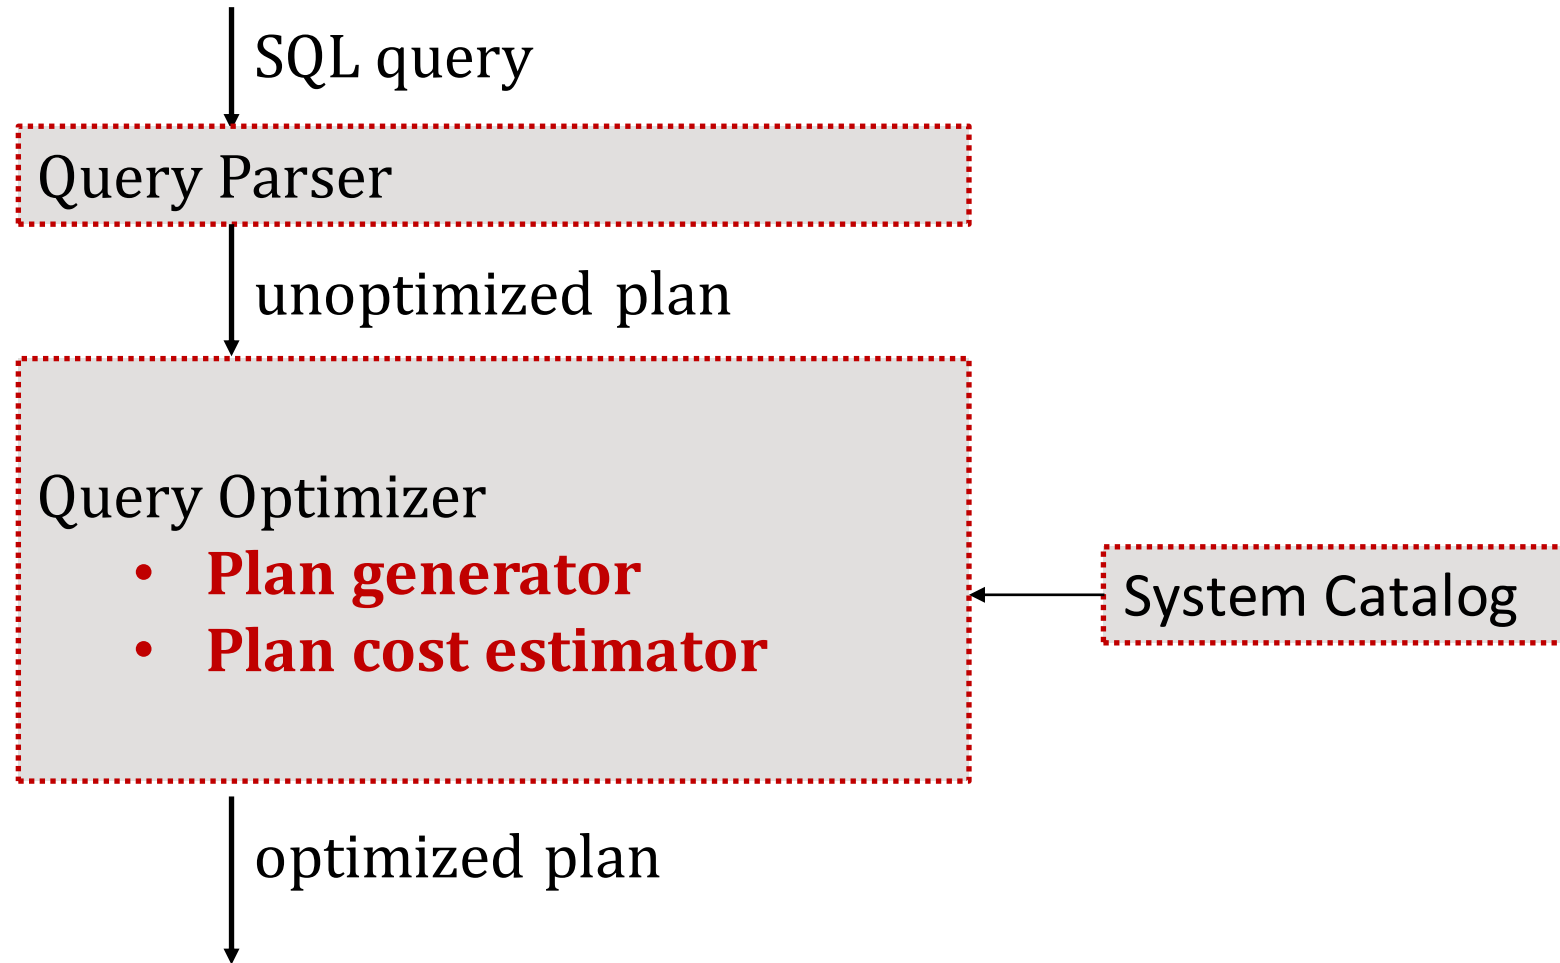 SQL query
Query Parser
unoptimized plan
Query Optimizer
• Plan generator
• Plan cost estimator
System Catalog
optimized plan